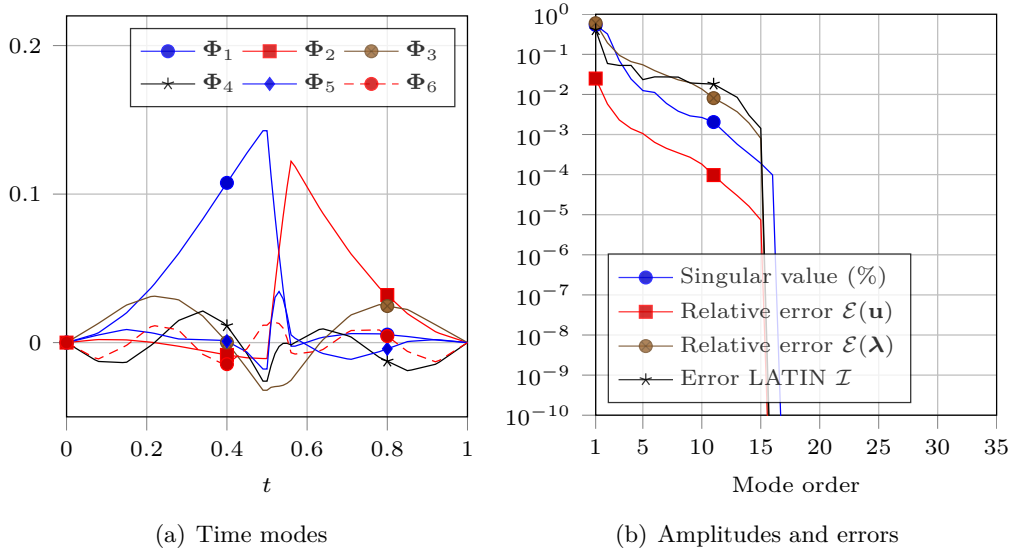 0.2
0.1
0
0
0.2
0.4
0.6
0.8
1
t
Φ1 Φ2 Φ3
Φ4 Φ5 Φ6
(a) Time modes
10^0
10^−1
10^−2
10^−3
10^−4
10^−5
10^−6
10^−7
10^−8
10^−9
10^−10
1 5 10 15 20 25 30 35
Mode order
Singular value (%)
Relative error ℰ(u)
Relative error ℰ(λ)
Error LATIN ℐ
(b) Amplitudes and errors